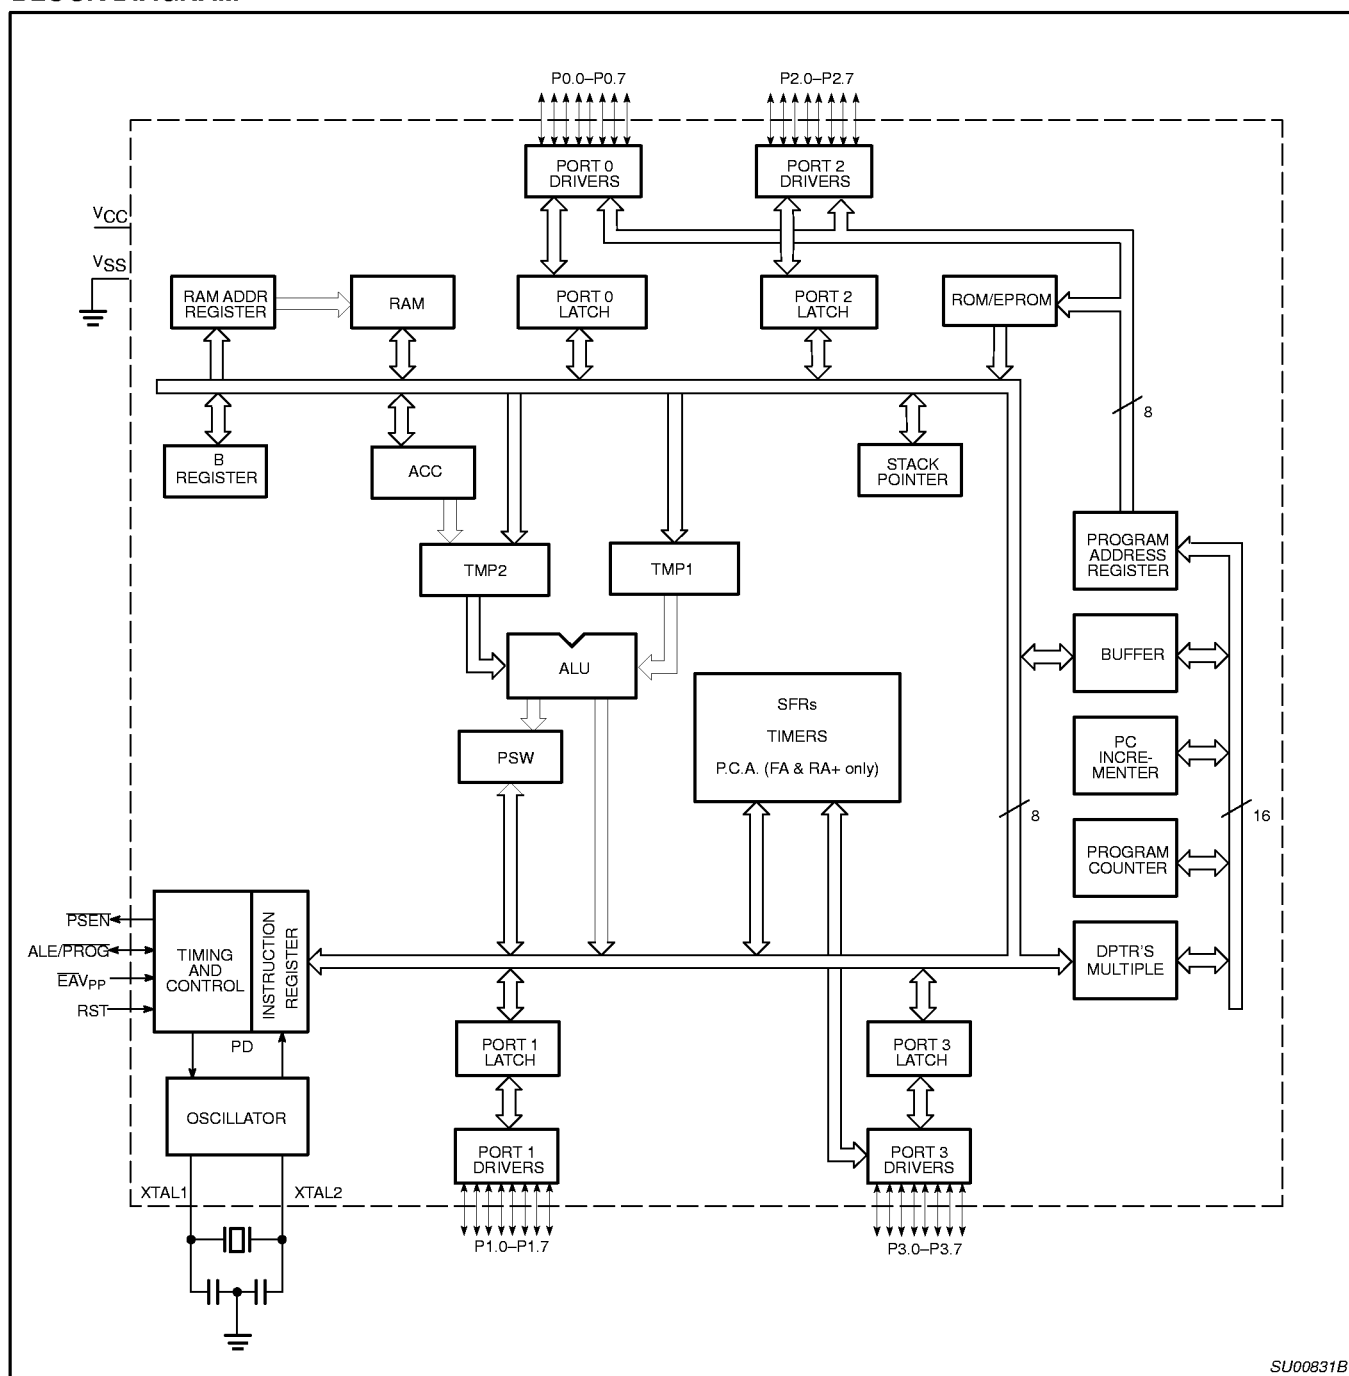 P0.0–P0.7
P2.0–P2.7
PORT 0
DRIVERS
PORT 2
DRIVERS
VCC
VSS
RAM ADDR
REGISTER
RAM
PORT 0
LATCH
PORT 2
LATCH
ROM/EPROM
8
B
REGISTER
ACC
STACK
POINTER
PROGRAM
ADDRESS
REGISTER
TMP2
TMP1
BUFFER
ALU
SFRs
TIMERS
P.C.A. (FA & RA+ only)
PSW
PC
INCRE-
MENTER
8
16
PROGRAM
COUNTER
PSEN
ALE/PROG
EAVPP
RST
TIMING
AND
CONTROL
INSTRUCTION
REGISTER
DPTR'S
MULTIPLE
PD
PORT 1
LATCH
PORT 3
LATCH
OSCILLATOR
PORT 1
DRIVERS
PORT 3
DRIVERS
XTAL1
XTAL2
P1.0–P1.7
P3.0–P3.7
SU00831B